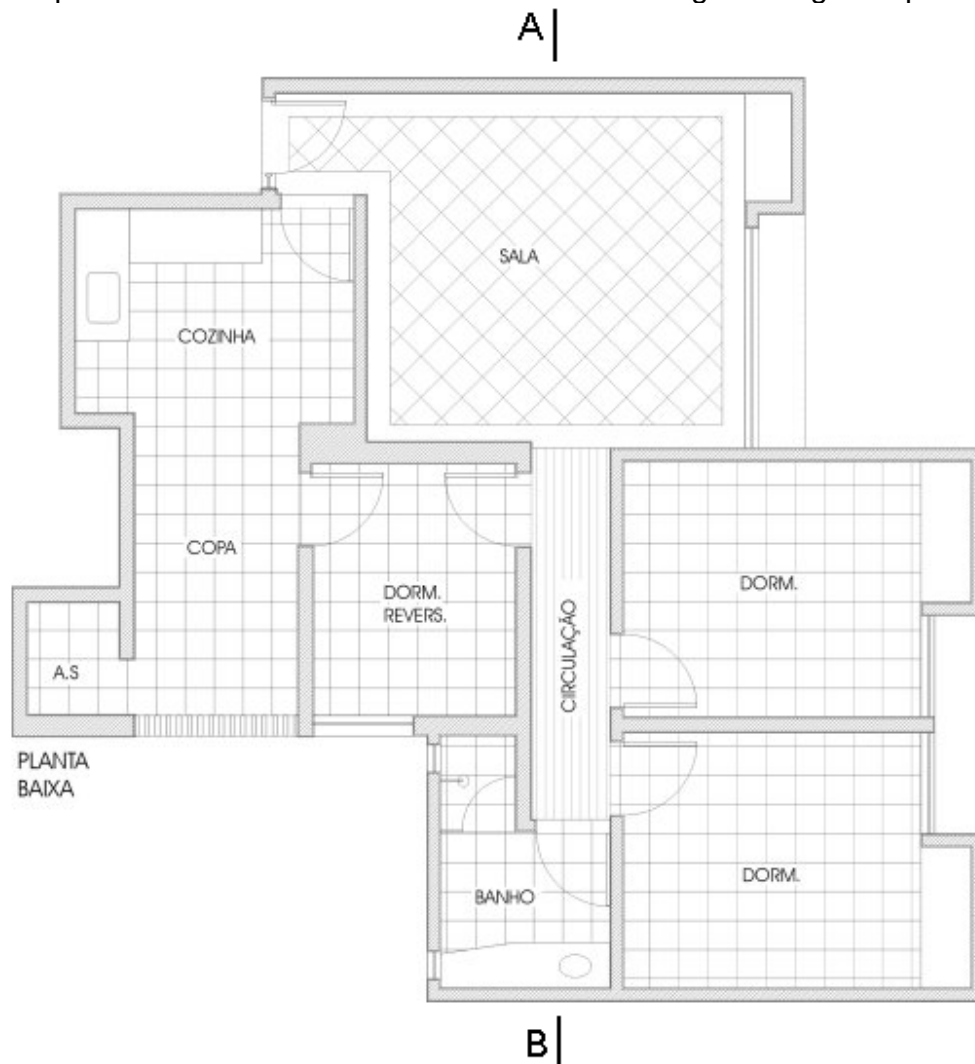 A
SALA
COZINHA
COPA
DORM.
REVERS.
DORM.
CIRCULAÇÃO
A.S
PLANTA
BAIXA
DORM.
BANHO
B